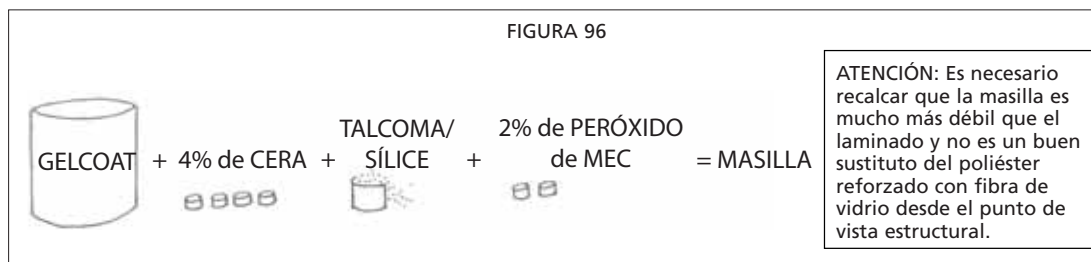 FIGURA 96
GELCOAT + 4% de CERA + TALCOMA/
SÍLICE + 2% de PERÓXIDO
de MEC = MASILLA
ATENCIÓN: Es necesario
recalcar que la masilla es
mucho más débil que el
laminado y no es un buen
sustituto del poliéster
reforzado con fibra de
vidrio desde el punto de
vista estructural.